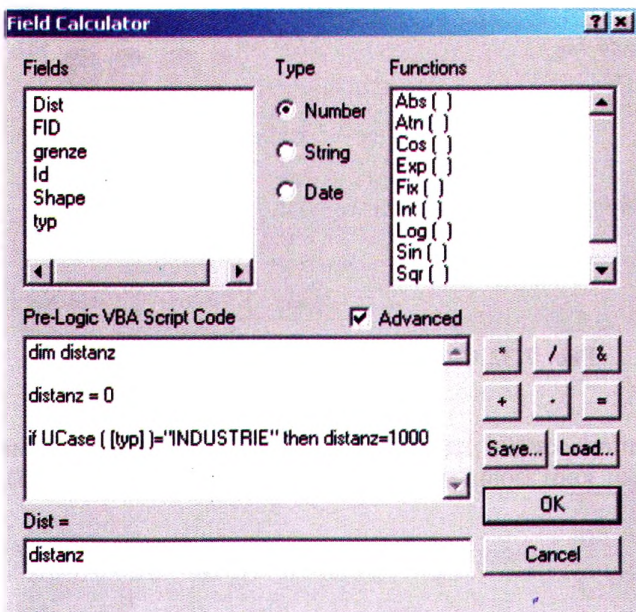 Field Calculator
Fields
Type
Functions
Dist
FID
grenze
Id
Shape
typ
Number
String
Date
Abs ( )
Atn ( )
Cos ( )
Exp ( )
Fix ( )
Int ( )
Log ( )
Sin ( )
Sqr ( )
Pre-Logic VBA Script Code
Advanced
dim distanz
distanz = 0
if UCase ( [typ] )="INDUSTRIE" then distanz=1000
* / &
+ - =
Save... Load...
Dist =
distanz
OK
Cancel